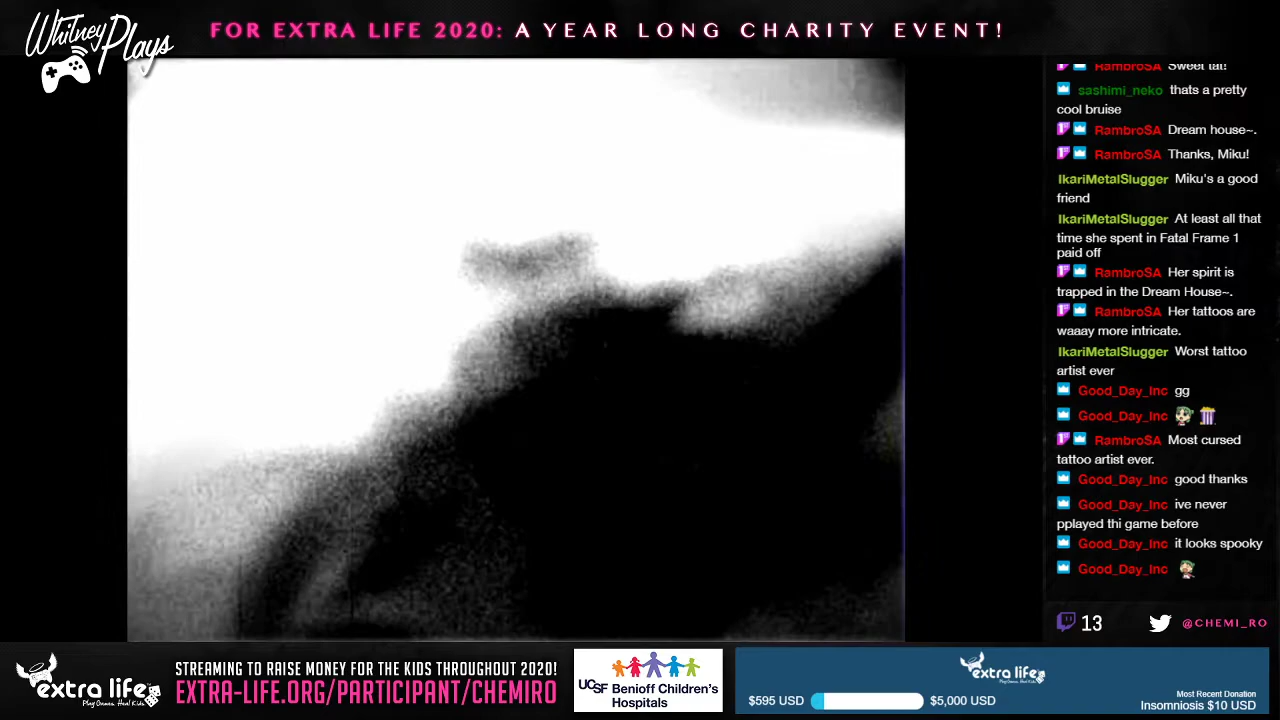 Whitney Plays
FOR EXTRA LIFE 2020: A YEAR LONG CHARITY EVENT!
RambroSA Sweet tat!
sashimi_neko thats a pretty
cool bruise
RambroSA Dream house~.
RambroSA Thanks, Miku!
IkariMetalSlugger Miku's a good
friend
IkariMetalSlugger At least all that
time she spent in Fatal Frame 1
paid off
RambroSA Her spirit is
trapped in the Dream House~.
RambroSA Her tattoos are
waaay more intricate.
IkariMetalSlugger Worst tattoo
artist ever
Good_Day_Inc gg
Good_Day_Inc
RambroSA Most cursed
tattoo artist ever.
Good_Day_Inc good thanks
Good_Day_Inc ive never
pplayed thi game before
Good_Day_Inc it looks spooky
Good_Day_Inc
13 @CHEMI_RO
extra life
Play Games. Heal Kids.
STREAMING TO RAISE MONEY FOR THE KIDS THROUGHOUT 2020!
EXTRA-LIFE.ORG/PARTICIPANT/CHEMIRO
UCSF Benioff Children's
Hospitals
extra life
$595 USD $5,000 USD
Most Recent Donation
Insomniosis $10 USD